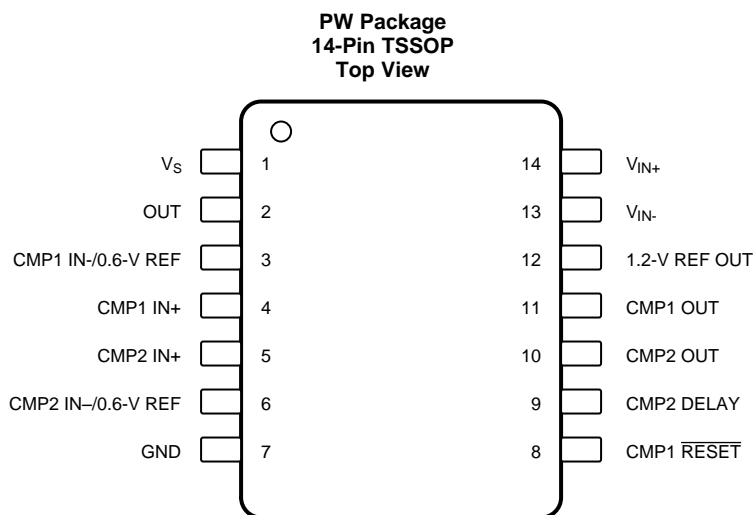 PW Package
14-Pin TSSOP
Top View
VS 1 14 VIN+
OUT 2 13 VIN-
CMP1 IN-/0.6-V REF 3 12 1.2-V REF OUT
CMP1 IN+ 4 11 CMP1 OUT
CMP2 IN+ 5 10 CMP2 OUT
CMP2 IN–/0.6-V REF 6 9 CMP2 DELAY
GND 7 8 CMP1 RESET